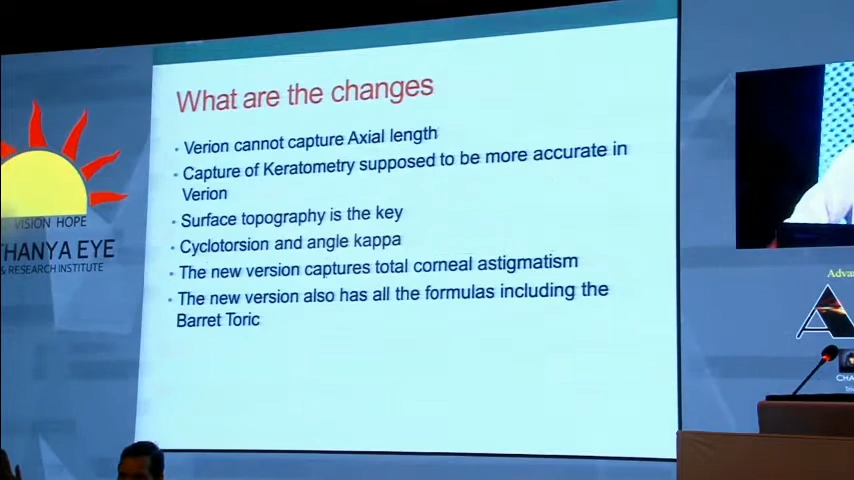 What are the changes
• Verion cannot capture Axial length
• Capture of Keratometry supposed to be more accurate in
Verion
• Surface topography is the key
• Cyclotorsion and angle kappa
• The new version captures total corneal astigmatism
• The new version also has all the formulas including the
Barret Toric
VISION HOPE
THANYA EYE
& RESEARCH INSTITUTE
Adva
CHA